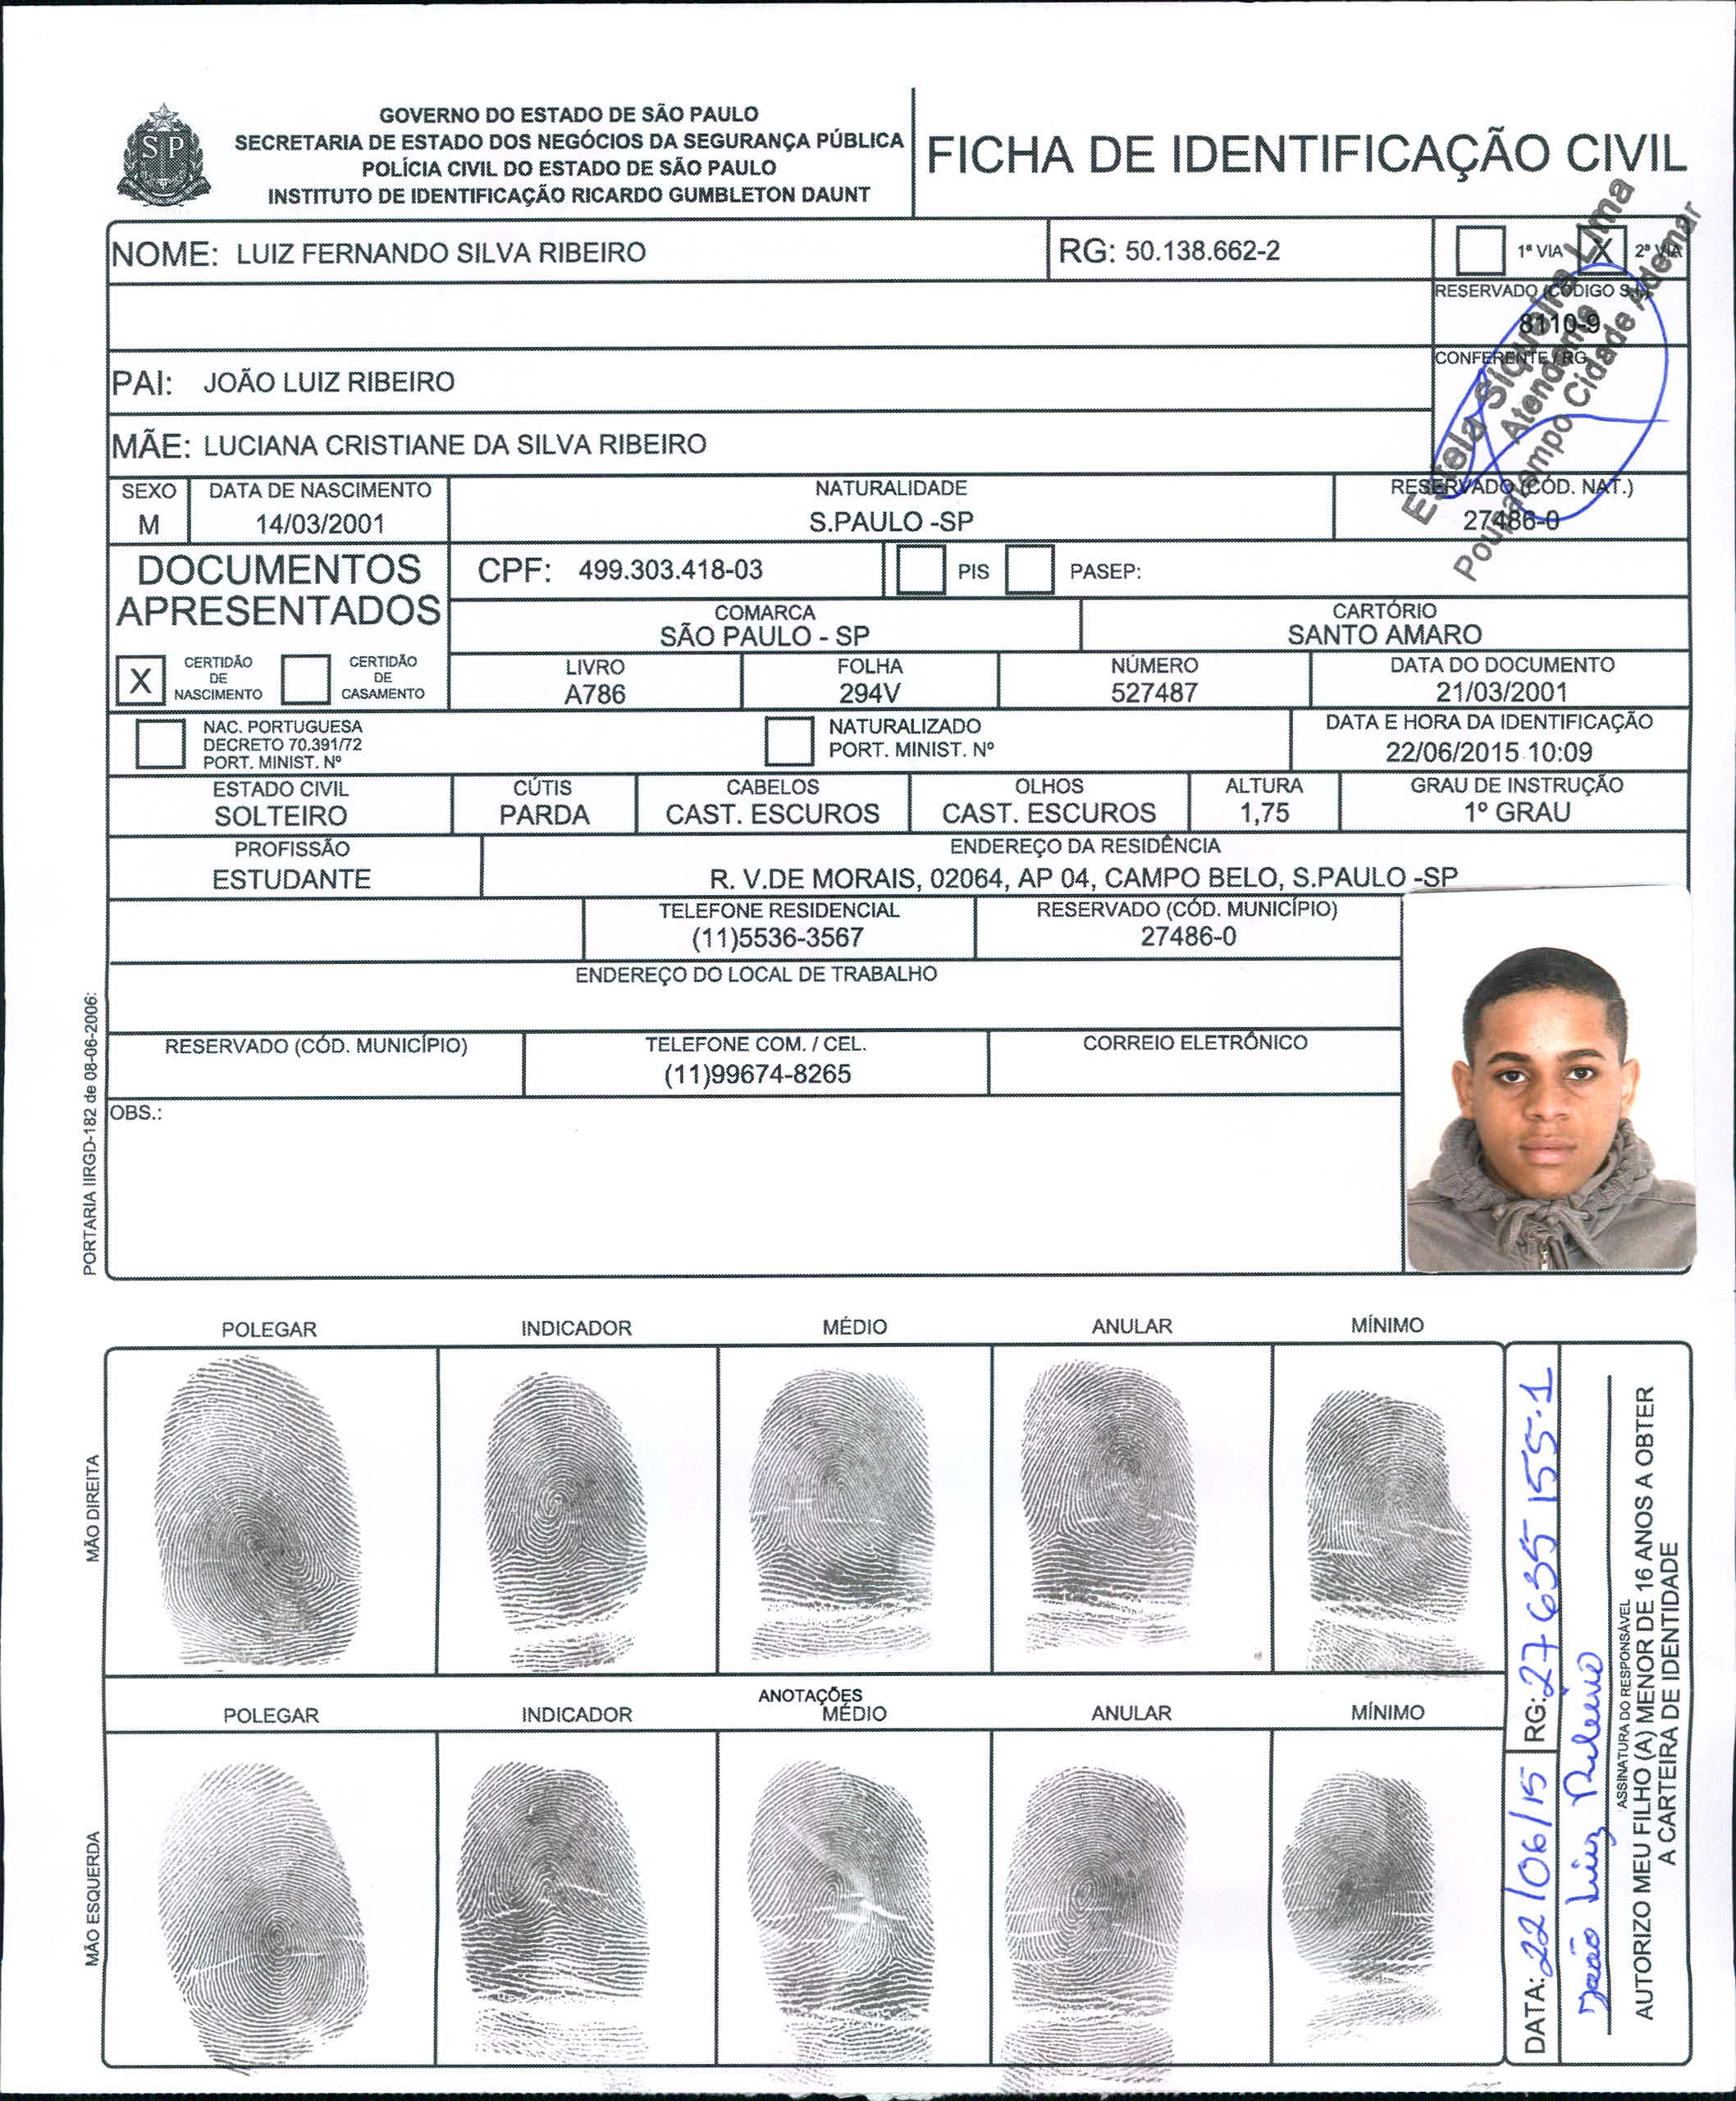 GOVERNO DO ESTADO DE SÃO PAULO
SECRETARIA DE ESTADO DOS NEGÓCIOS DA SEGURANÇA PÚBLICA
POLÍCIA CIVIL DO ESTADO DE SÃO PAULO
INSTITUTO DE IDENTIFICAÇÃO RICARDO GUMBLETON DAUNT
SP
FICHA DE IDENTIFICAÇÃO CIVIL
NOME: LUIZ FERNANDO SILVA RIBEIRO
RG: 50.138.662-2
1ª VIA X 2ª VIA
RESERVADO (CÓDIGO S.)
8110-9
PAI: JOÃO LUIZ RIBEIRO
CONFERENTE / RG
Estela Siqueira Lima
Atendente
Poupatempo Cidade Ademar
MÃE: LUCIANA CRISTIANE DA SILVA RIBEIRO
SEXO
M
DATA DE NASCIMENTO
14/03/2001
NATURALIDADE
S.PAULO -SP
RESERVADO (CÓD. NAT.)
27486-0
DOCUMENTOS
APRESENTADOS
CPF: 499.303.418-03
PIS
PASEP:
COMARCA
SÃO PAULO - SP
CARTÓRIO
SANTO AMARO
X
CERTIDÃO
DE
NASCIMENTO
CERTIDÃO
DE
CASAMENTO
LIVRO
A786
FOLHA
294V
NÚMERO
527487
DATA DO DOCUMENTO
21/03/2001
NAC. PORTUGUESA
DECRETO 70.391/72
PORT. MINIST. Nº
NATURALIZADO
PORT. MINIST. Nº
DATA E HORA DA IDENTIFICAÇÃO
22/06/2015 10:09
ESTADO CIVIL
SOLTEIRO
CÚTIS
PARDA
CABELOS
CAST. ESCUROS
OLHOS
CAST. ESCUROS
ALTURA
1,75
GRAU DE INSTRUÇÃO
1º GRAU
PROFISSÃO
ESTUDANTE
ENDEREÇO DA RESIDÊNCIA
R. V.DE MORAIS, 02064, AP 04, CAMPO BELO, S.PAULO -SP
TELEFONE RESIDENCIAL
(11)5536-3567
RESERVADO (CÓD. MUNICÍPIO)
27486-0
ENDEREÇO DO LOCAL DE TRABALHO
RESERVADO (CÓD. MUNICÍPIO)
TELEFONE COM. / CEL.
(11)99674-8265
CORREIO ELETRÔNICO
OBS.:
PORTARIA IIRGD-182 de 08-06-2006:
POLEGAR INDICADOR MÉDIO ANULAR MÍNIMO
MÃO DIREITA
ANOTAÇÕES
POLEGAR INDICADOR MÉDIO ANULAR MÍNIMO
MÃO ESQUERDA
DATA: 22/06/15 RG: 27 635 155-1
João Luiz Ribeiro
ASSINATURA DO RESPONSÁVEL
AUTORIZO MEU FILHO (A) MENOR DE 16 ANOS A OBTER
A CARTEIRA DE IDENTIDADE